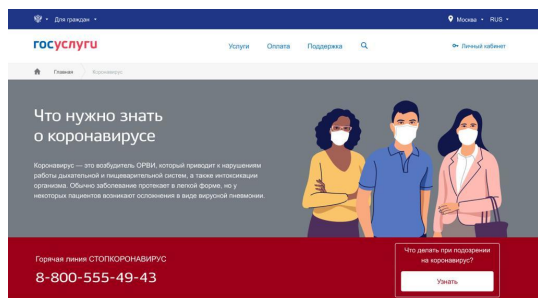 Для граждан
Москва RUS
госуслуги
Услуги Оплата Поддержка Личный кабинет
Главная Коронавирус
Что нужно знать
о коронавирусе
Коронавирус — это возбудитель ОРВИ, который приводит к нарушениям
работы дыхательной и пищеварительной систем, а также интоксикации
организма. Обычно заболевание протекает в легкой форме, но у
некоторых пациентов возникают осложнения в виде вирусной пневмонии.
Горячая линия СТОПКОРОНАВИРУС
8-800-555-49-43
Что делать при подозрении
на коронавирус?
Узнать